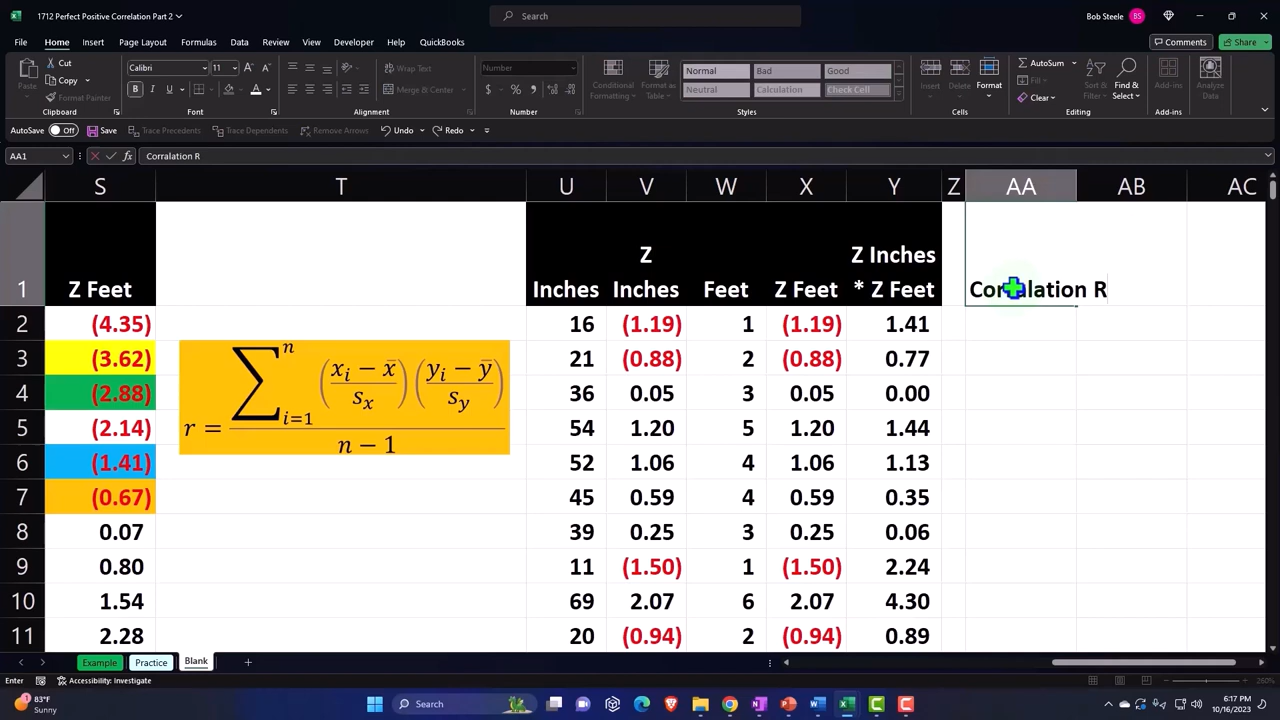 1712 Perfect Positive Correlation Part 2
Search
Bob Steele
BS
File Home Insert Page Layout Formulas Data Review View Developer Help QuickBooks
Comments Share
Paste
Cut
Copy
Format Painter
Clipboard
Calibri 11
B I U
Font
Wrap Text
Merge & Center
Alignment
Number
$ % 9
Number
Conditional Formatting
Format as Table
Normal Bad Good
Neutral Calculation Check Cell
Styles
Insert Delete Format
Cells
AutoSum
Fill
Clear
Sort & Filter
Find & Select
Editing
Add-ins
Add-ins
Analyze Data
AutoSave Off Save Trace Precedents Trace Dependents Remove Arrows Undo Redo
AA1 fx Corralation R
S T U V W X Y Z AA AB AC
1 Z Feet Inches Z Inches Feet Z Feet Z Inches * Z Feet Corralation R
2 (4.35) 16 (1.19) 1 (1.19) 1.41
3 (3.62) 21 (0.88) 2 (0.88) 0.77
4 (2.88) 36 0.05 3 0.05 0.00
5 (2.14) 54 1.20 5 1.20 1.44
6 (1.41) 52 1.06 4 1.06 1.13
7 (0.67) 45 0.59 4 0.59 0.35
8 0.07 39 0.25 3 0.25 0.06
9 0.80 11 (1.50) 1 (1.50) 2.24
10 1.54 69 2.07 6 2.07 4.30
11 2.28 20 (0.94) 2 (0.94) 0.89
r = ∑ⁿᵢ₌₁ ((xᵢ − x̄)/sₓ)((yᵢ − ȳ)/s_y) / (n − 1)
Example Practice Blank
Enter Accessibility: Investigate 260%
83°F
Sunny
Search
6:17 PM
10/16/2023